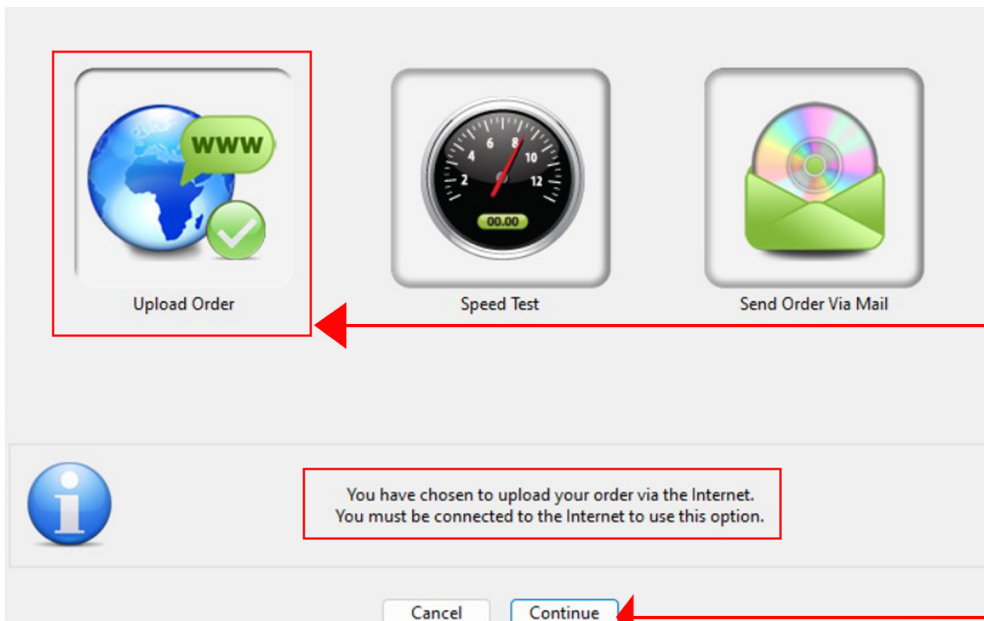 www
2 4 6 8 10 12
00.00
Upload Order
Speed Test
Send Order Via Mail
You have chosen to upload your order via the Internet.
You must be connected to the Internet to use this option.
Cancel
Continue